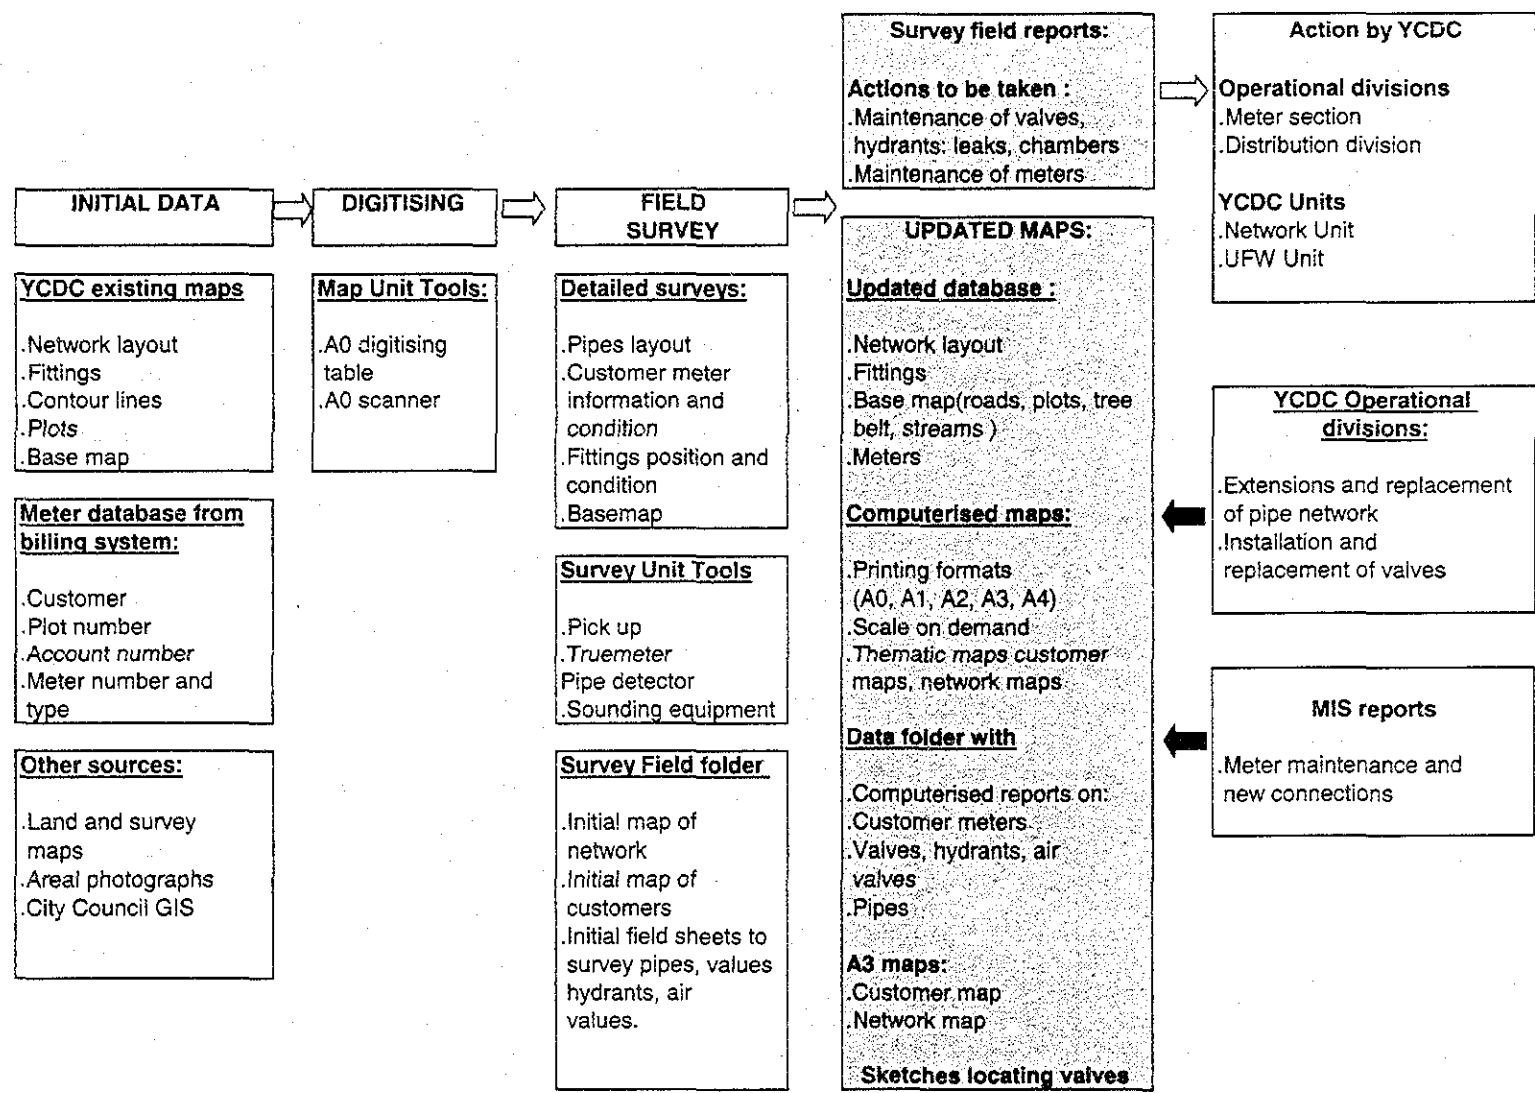 INITIAL DATA
YCDC existing maps
.Network layout
.Fittings
.Contour lines
.Plots
.Base map
Meter database from
billing system:
.Customer
.Plot number
.Account number
.Meter number and
type
Other sources:
.Land and survey
maps
.Areal photographs
.City Council GIS
DIGITISING
Map Unit Tools:
.A0 digitising
table
.A0 scanner
FIELD
SURVEY
Detailed surveys:
.Pipes layout
.Customer meter
information and
condition
.Fittings position and
condition
.Basemap
Survey Unit Tools
.Pick up
.Truemeter
Pipe detector
.Sounding equipment
Survey Field folder
.Initial map of
network
.Initial map of
customers
.Initial field sheets to
survey pipes, values
hydrants, air
values.
Survey field reports:
Actions to be taken :
.Maintenance of valves,
hydrants: leaks, chambers
.Maintenance of meters
UPDATED MAPS:
Updated database :
.Network layout
.Fittings
.Base map(roads, plots, tree
belt, streams )
.Meters
Computerised maps:
.Printing formats
(A0, A1, A2, A3, A4)
.Scale on demand
.Thematic maps customer
maps, network maps
Data folder with
.Computerised reports on:
.Customer meters
.Valves, hydrants, air
valves
.Pipes
A3 maps:
.Customer map
.Network map
Sketches locating valves
Action by YCDC
Operational divisions
.Meter section
.Distribution division
YCDC Units
.Network Unit
.UFW Unit
YCDC Operational
divisions:
.Extensions and replacement
of pipe network
.Installation and
replacement of valves
MIS reports
.Meter maintenance and
new connections